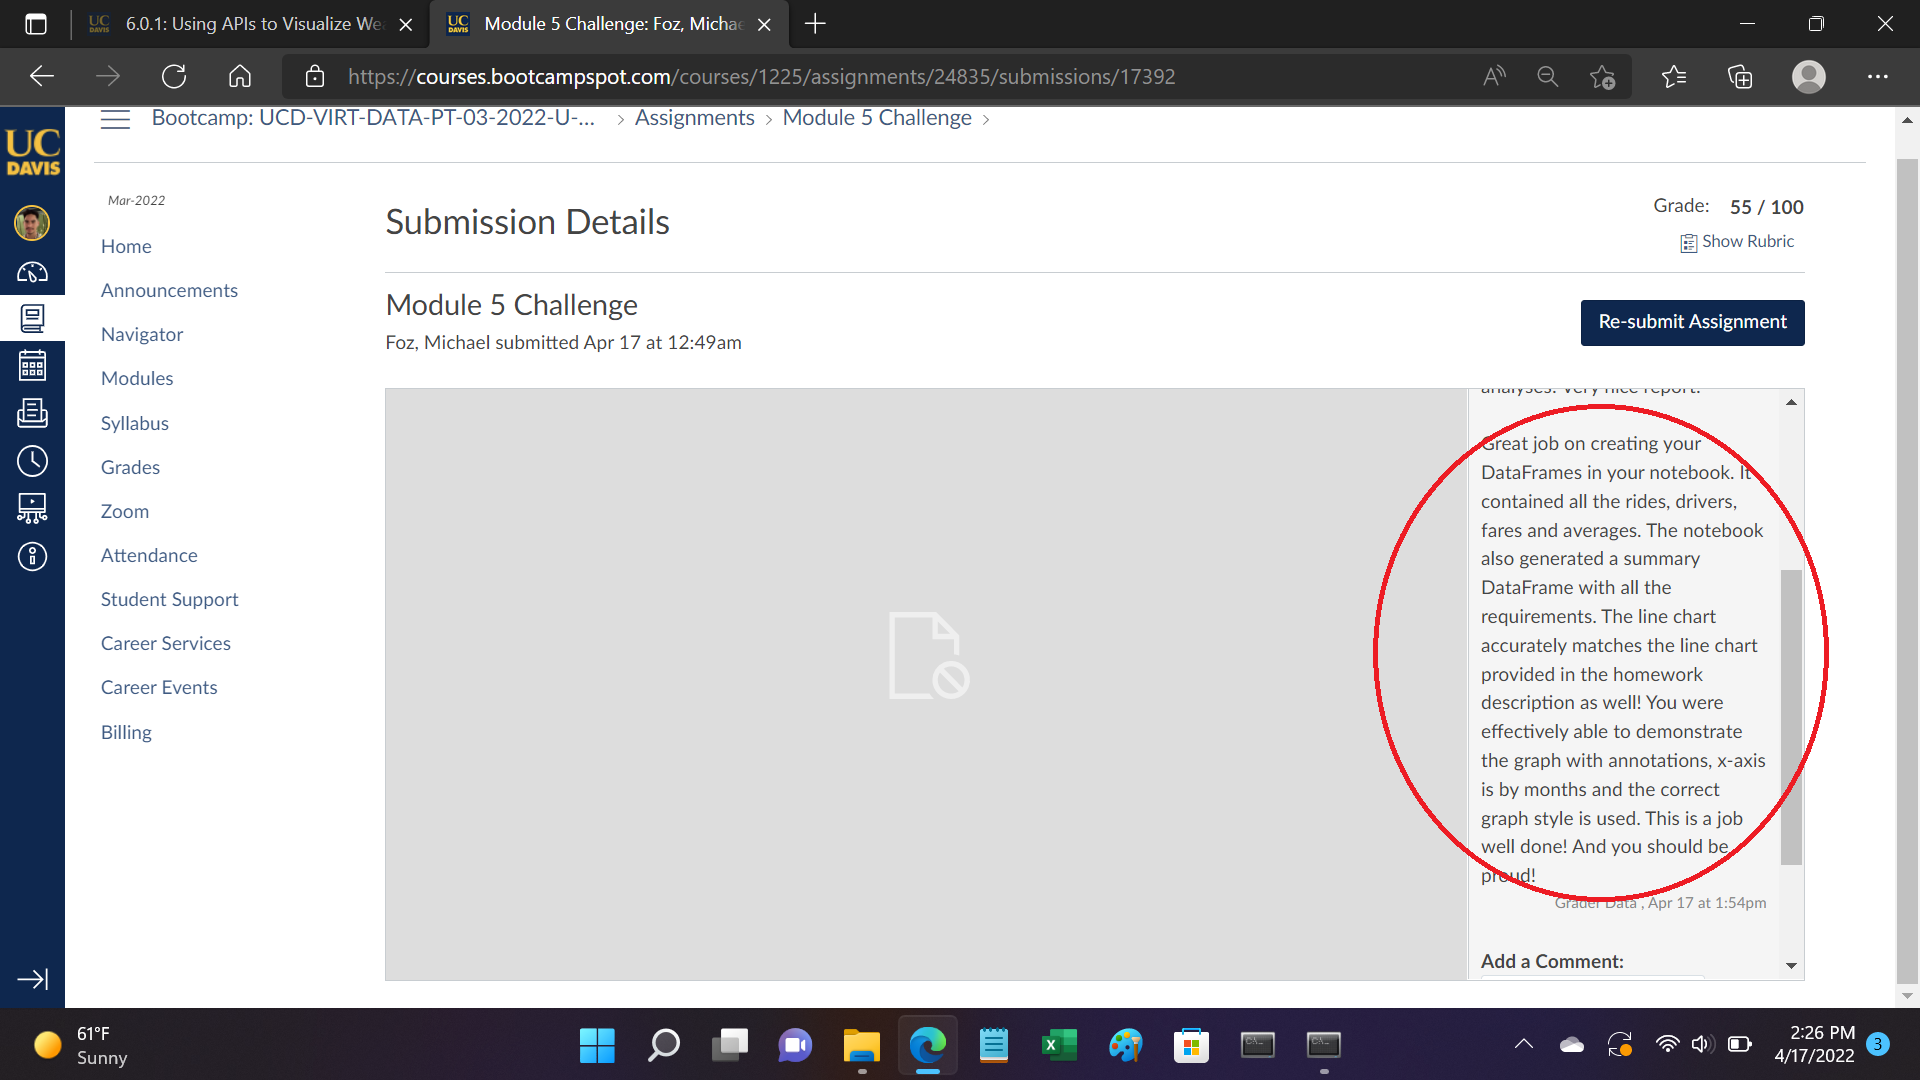 6.0.1: Using APIs to Visualize We
Module 5 Challenge: Foz, Micha
https://courses.bootcampspot.com/courses/1225/assignments/24835/submissions/17392
UC
DAVIS
Bootcamp: UCD-VIRT-DATA-PT-03-2022-U-... > Assignments > Module 5 Challenge >
Mar-2022
Home
Announcements
Navigator
Modules
Syllabus
Grades
Zoom
Attendance
Student Support
Career Services
Career Events
Billing
Submission Details
Grade: 55 / 100
Show Rubric
Module 5 Challenge
Foz, Michael submitted Apr 17 at 12:49am
Re-submit Assignment
analyses. Very nice report.
Great job on creating your
DataFrames in your notebook. It
contained all the rides, drivers,
fares and averages. The notebook
also generated a summary
DataFrame with all the
requirements. The line chart
accurately matches the line chart
provided in the homework
description as well! You were
effectively able to demonstrate
the graph with annotations, x-axis
is by months and the correct
graph style is used. This is a job
well done! And you should be
proud!
Grader Data , Apr 17 at 1:54pm
Add a Comment:
61°F
Sunny
2:26 PM
4/17/2022
3